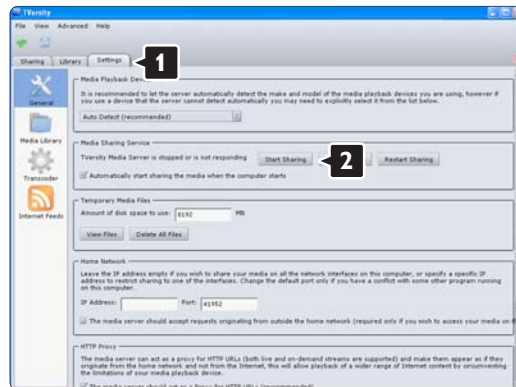 TVersity
File View Advanced Help
Sharing Library Settings
1
General
Media Library
Transcoder
Internet Feeds
Media Playback
It is recommended to let the server automatically detect the make and model of the media playback devices you are using, however if
you use a device that the server cannot detect automatically you may need to explicitly select it from the list below.
Auto Detect (recommended)
Media Sharing Service
TVersity Media Server is stopped or is not responding Start Sharing 2 Restart Sharing
Automatically start sharing the media when the computer starts
Temporary Media Files
Amount of disk space to use: 8192 MB
View Files Delete All Files
Home Network
Leave the IP address empty if you wish to share your media on all the network interfaces on this computer, or specify a specific IP
address to restrict sharing to one of the interfaces. Change the default port only if you have a conflict with some other program running
on this computer.
IP Address: Port: 41952
The media server should accept requests originating from outside the home network (required only if you wish to access your media on
HTTP Proxy
The media server can act as a proxy for HTTP URLs (both live and on-demand streams are supported) and make them appear as if they
originate from the home network and not from the Internet, this will allow playback of a wider range of Internet content by circumventing
the limitations of your media playback device.